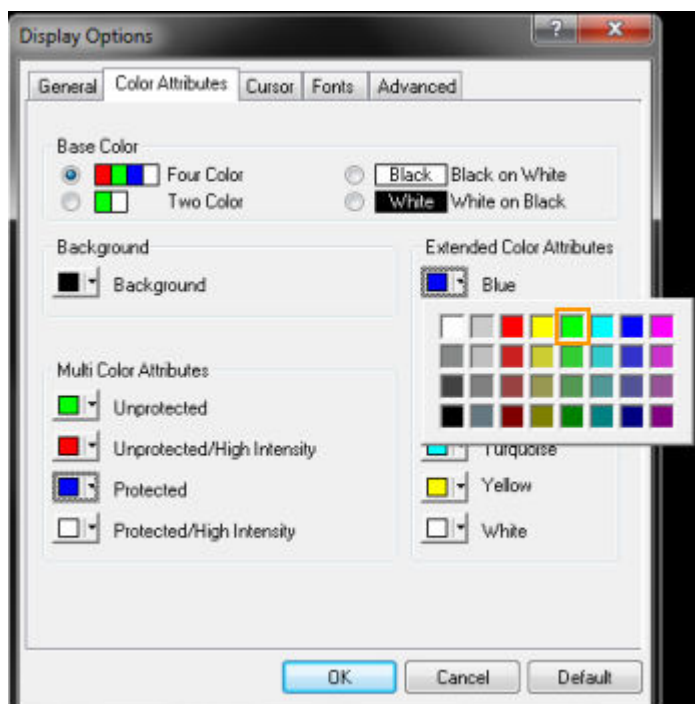 Display Options
General Color Attributes Cursor Fonts Advanced
Base Color
Four Color Black Black on White
Two Color White White on Black
Background Extended Color Attributes
Background Blue
Multi Color Attributes
Unprotected
Unprotected/High Intensity Turquoise
Protected Yellow
Protected/High Intensity White
OK Cancel Default